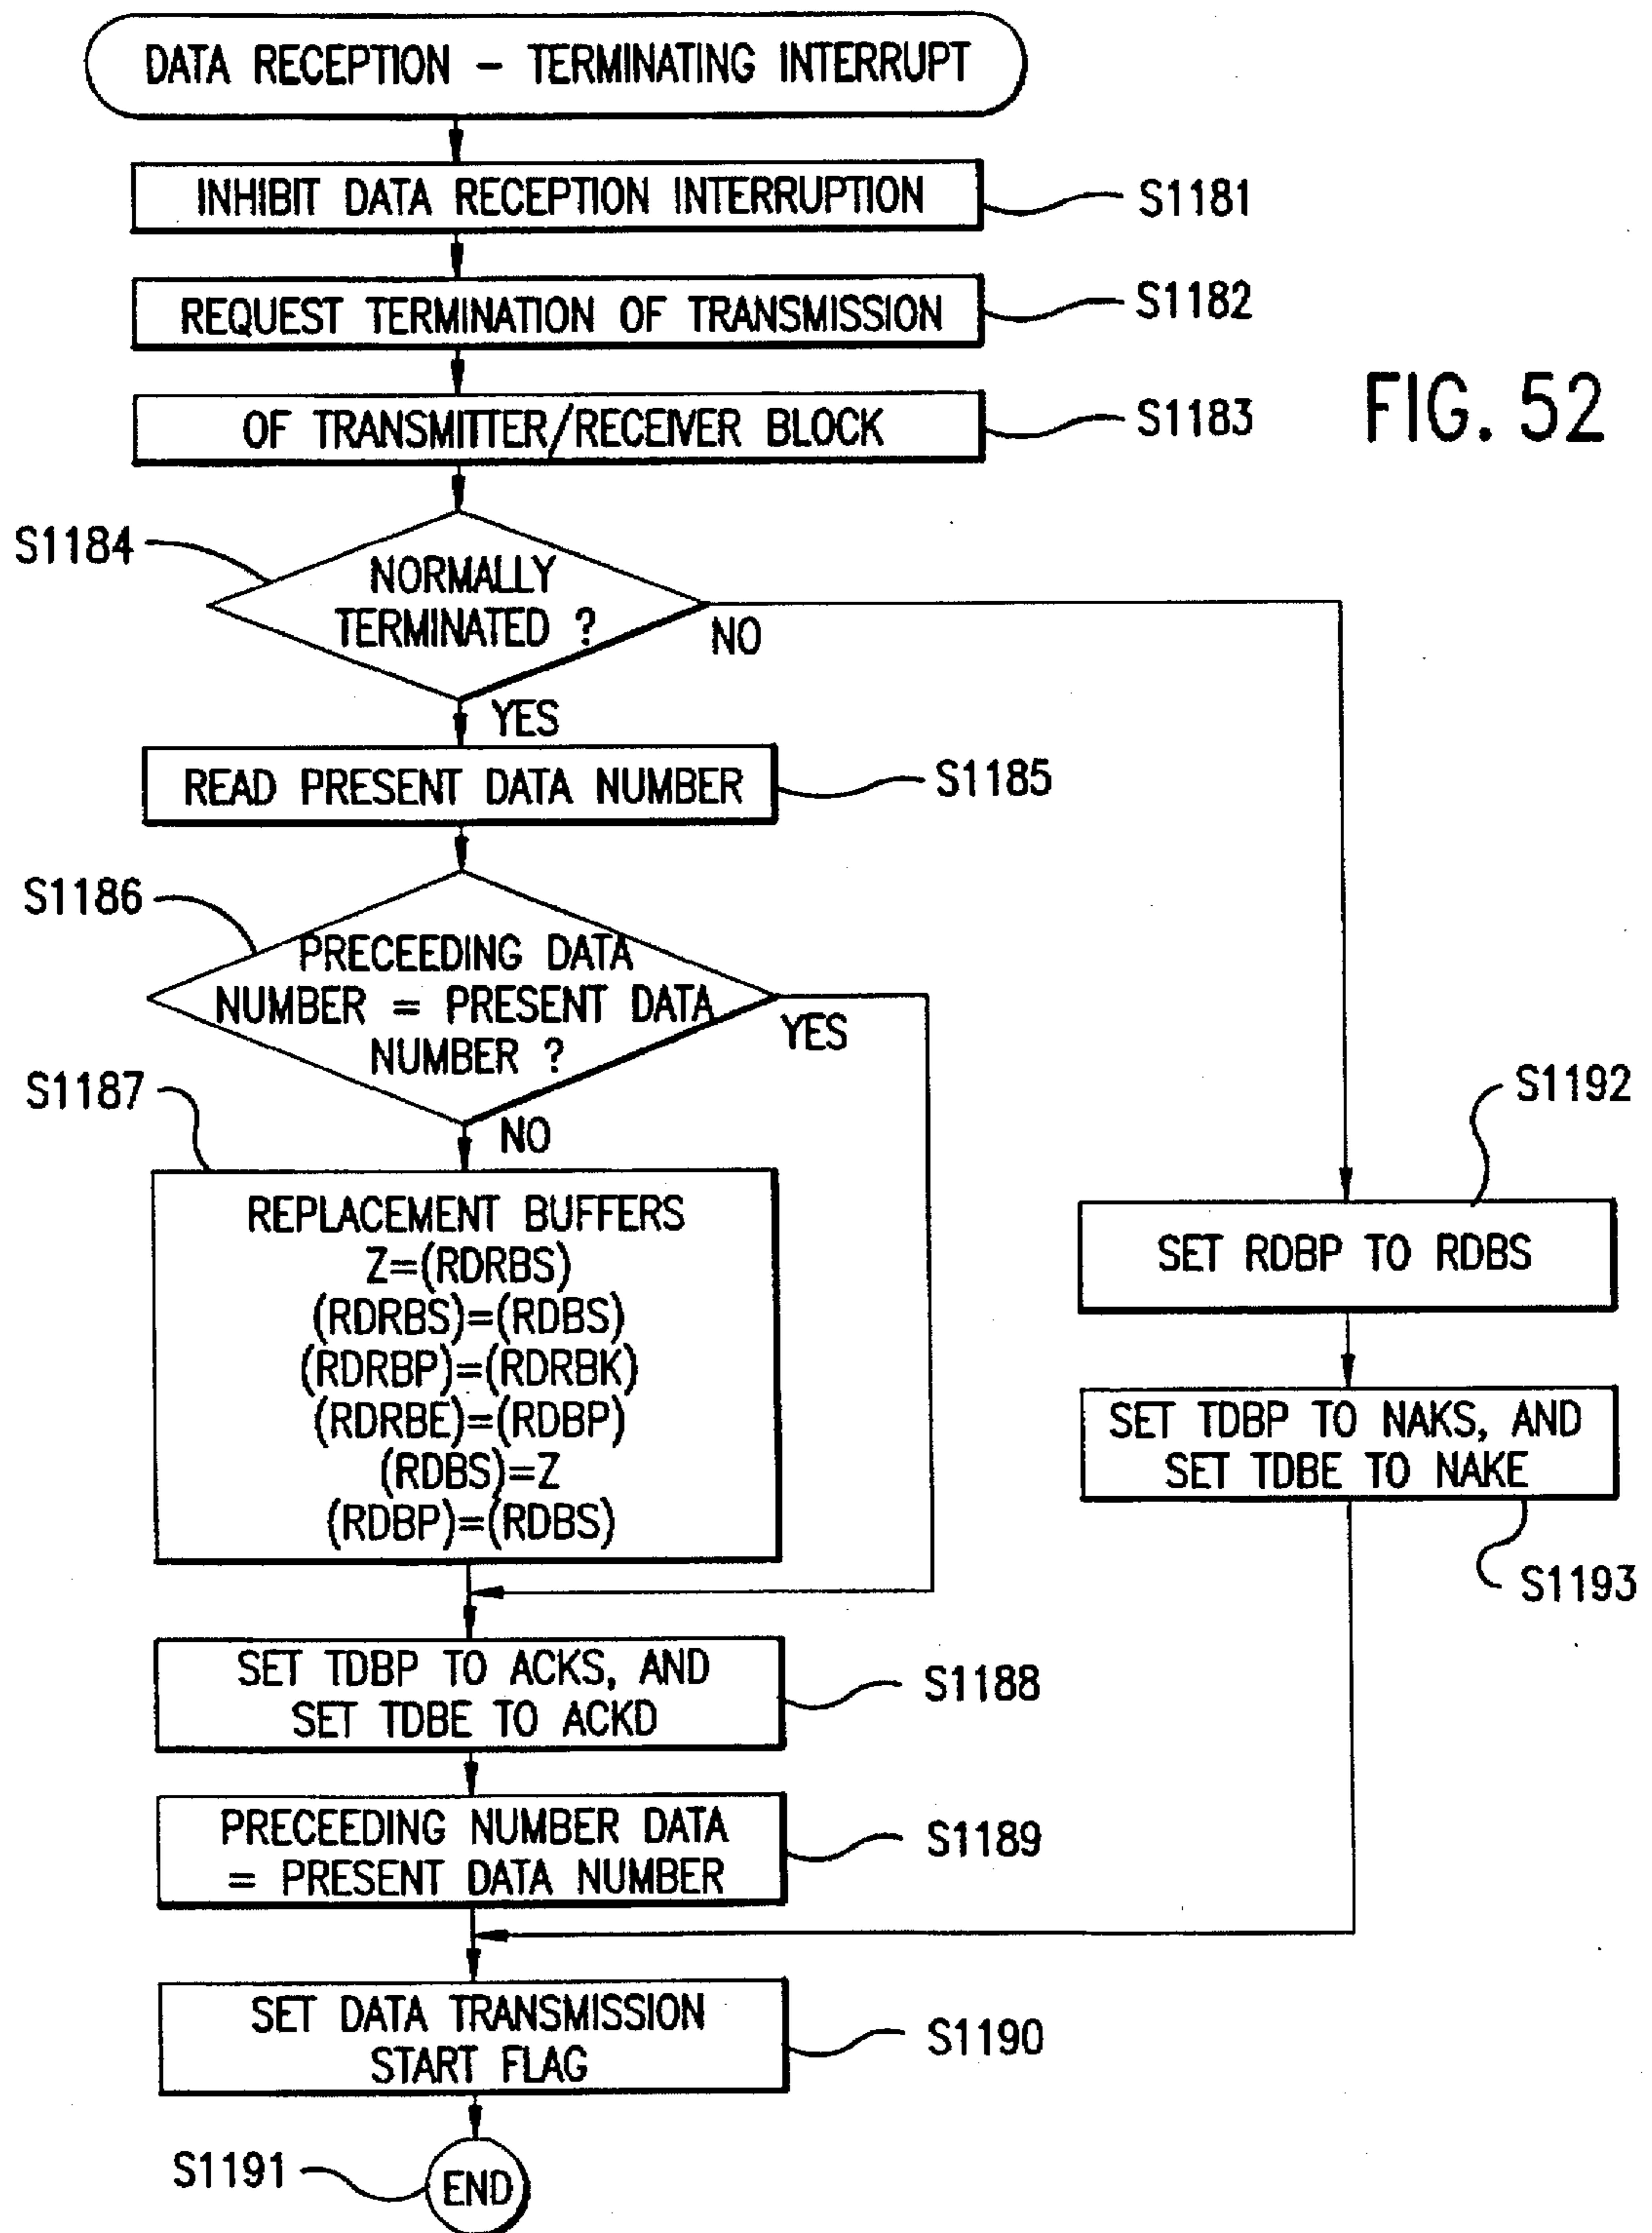 DATA RECEPTION - TERMINATING INTERRUPT
INHIBIT DATA RECEPTION INTERRUPTION
S1181
REQUEST TERMINATION OF TRANSMISSION
S1182
OF TRANSMITTER/RECEIVER BLOCK
S1183
FIG. 52
S1184
NORMALLY
TERMINATED ?
NO
YES
READ PRESENT DATA NUMBER
S1185
S1186
PRECEEDING DATA
NUMBER = PRESENT DATA
NUMBER ?
YES
NO
S1187
REPLACEMENT BUFFERS
Z=(RDRBS)
(RDRBS)=(RDBS)
(RDRBP)=(RDRBK)
(RDRBE)=(RDBP)
(RDBS)=Z
(RDBP)=(RDBS)
S1192
SET RDBP TO RDBS
SET TDBP TO NAKS, AND
SET TDBE TO NAKE
S1193
SET TDBP TO ACKS, AND
SET TDBE TO ACKD
S1188
PRECEEDING NUMBER DATA
= PRESENT DATA NUMBER
S1189
SET DATA TRANSMISSION
START FLAG
S1190
S1191
END